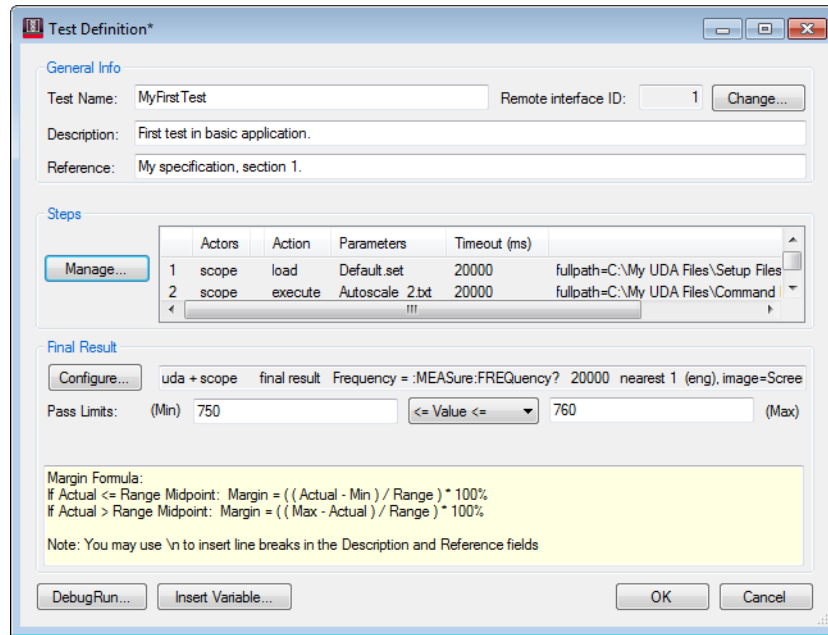 Test Definition*
General Info
Test Name: MyFirstTest Remote interface ID: 1 Change...
Description: First test in basic application.
Reference: My specification, section 1.
Steps
Manage...
Actors Action Parameters Timeout (ms)
1 scope load Default.set 20000 fullpath=C:\My UDA Files\Setup Files
2 scope execute Autoscale 2.txt 20000 fullpath=C:\My UDA Files\Command
Final Result
Configure... uda + scope final result Frequency = :MEASure:FREQuency? 20000 nearest 1 (eng), image=Scree
Pass Limits: (Min) 750 <= Value <= 760 (Max)
Margin Formula:
If Actual <= Range Midpoint: Margin = ( ( Actual - Min ) / Range ) * 100%
If Actual > Range Midpoint: Margin = ( ( Max - Actual ) / Range ) * 100%
Note: You may use \n to insert line breaks in the Description and Reference fields
DebugRun... Insert Variable... OK Cancel